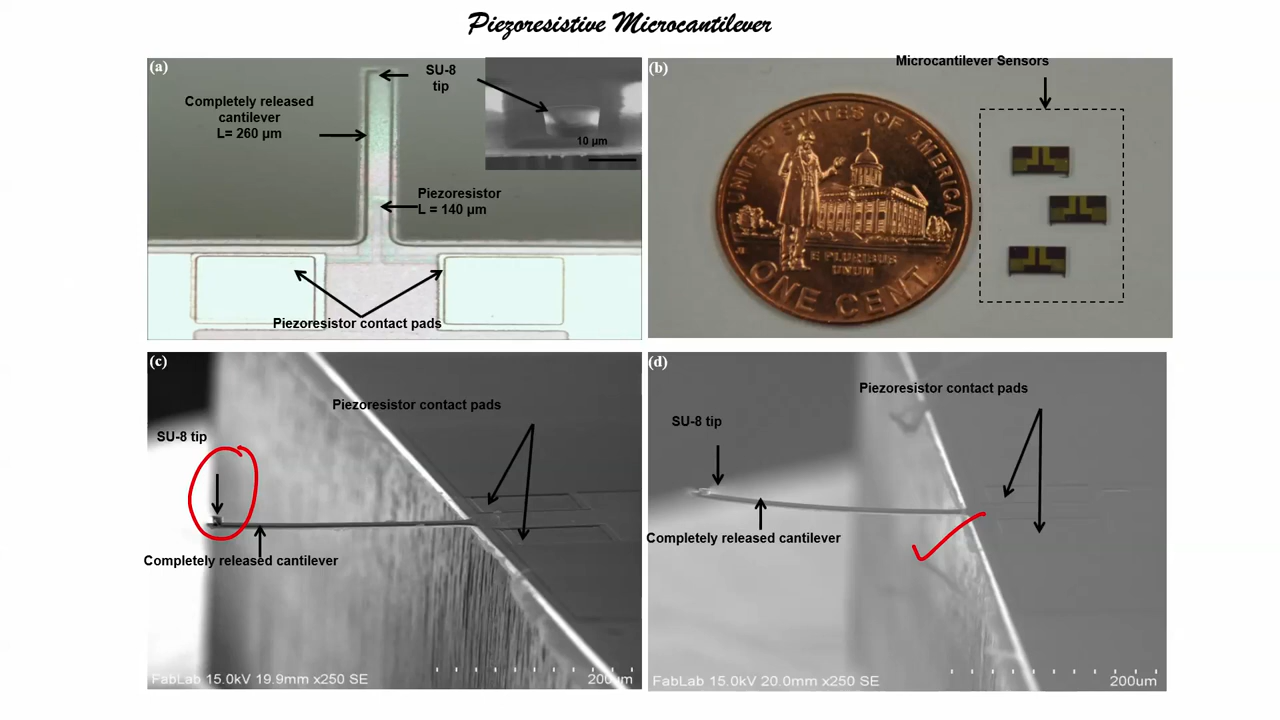 Piezoresistive Microcantilever
(a)
SU-8
tip
Completely released
cantilever
L= 260 µm
10 µm
Piezoresistor
L = 140 µm
Piezoresistor contact pads
(b)
Microcantilever Sensors
UNITED STATES OF AMERICA
E PLURIBUS
UNUM
ONE CENT
(c)
Piezoresistor contact pads
SU-8 tip
Completely released cantilever
FabLab 15.0kV 19.9mm x250 SE
200µm
(d)
Piezoresistor contact pads
SU-8 tip
Completely released cantilever
FabLab 15.0kV 20.0mm x250 SE
200µm